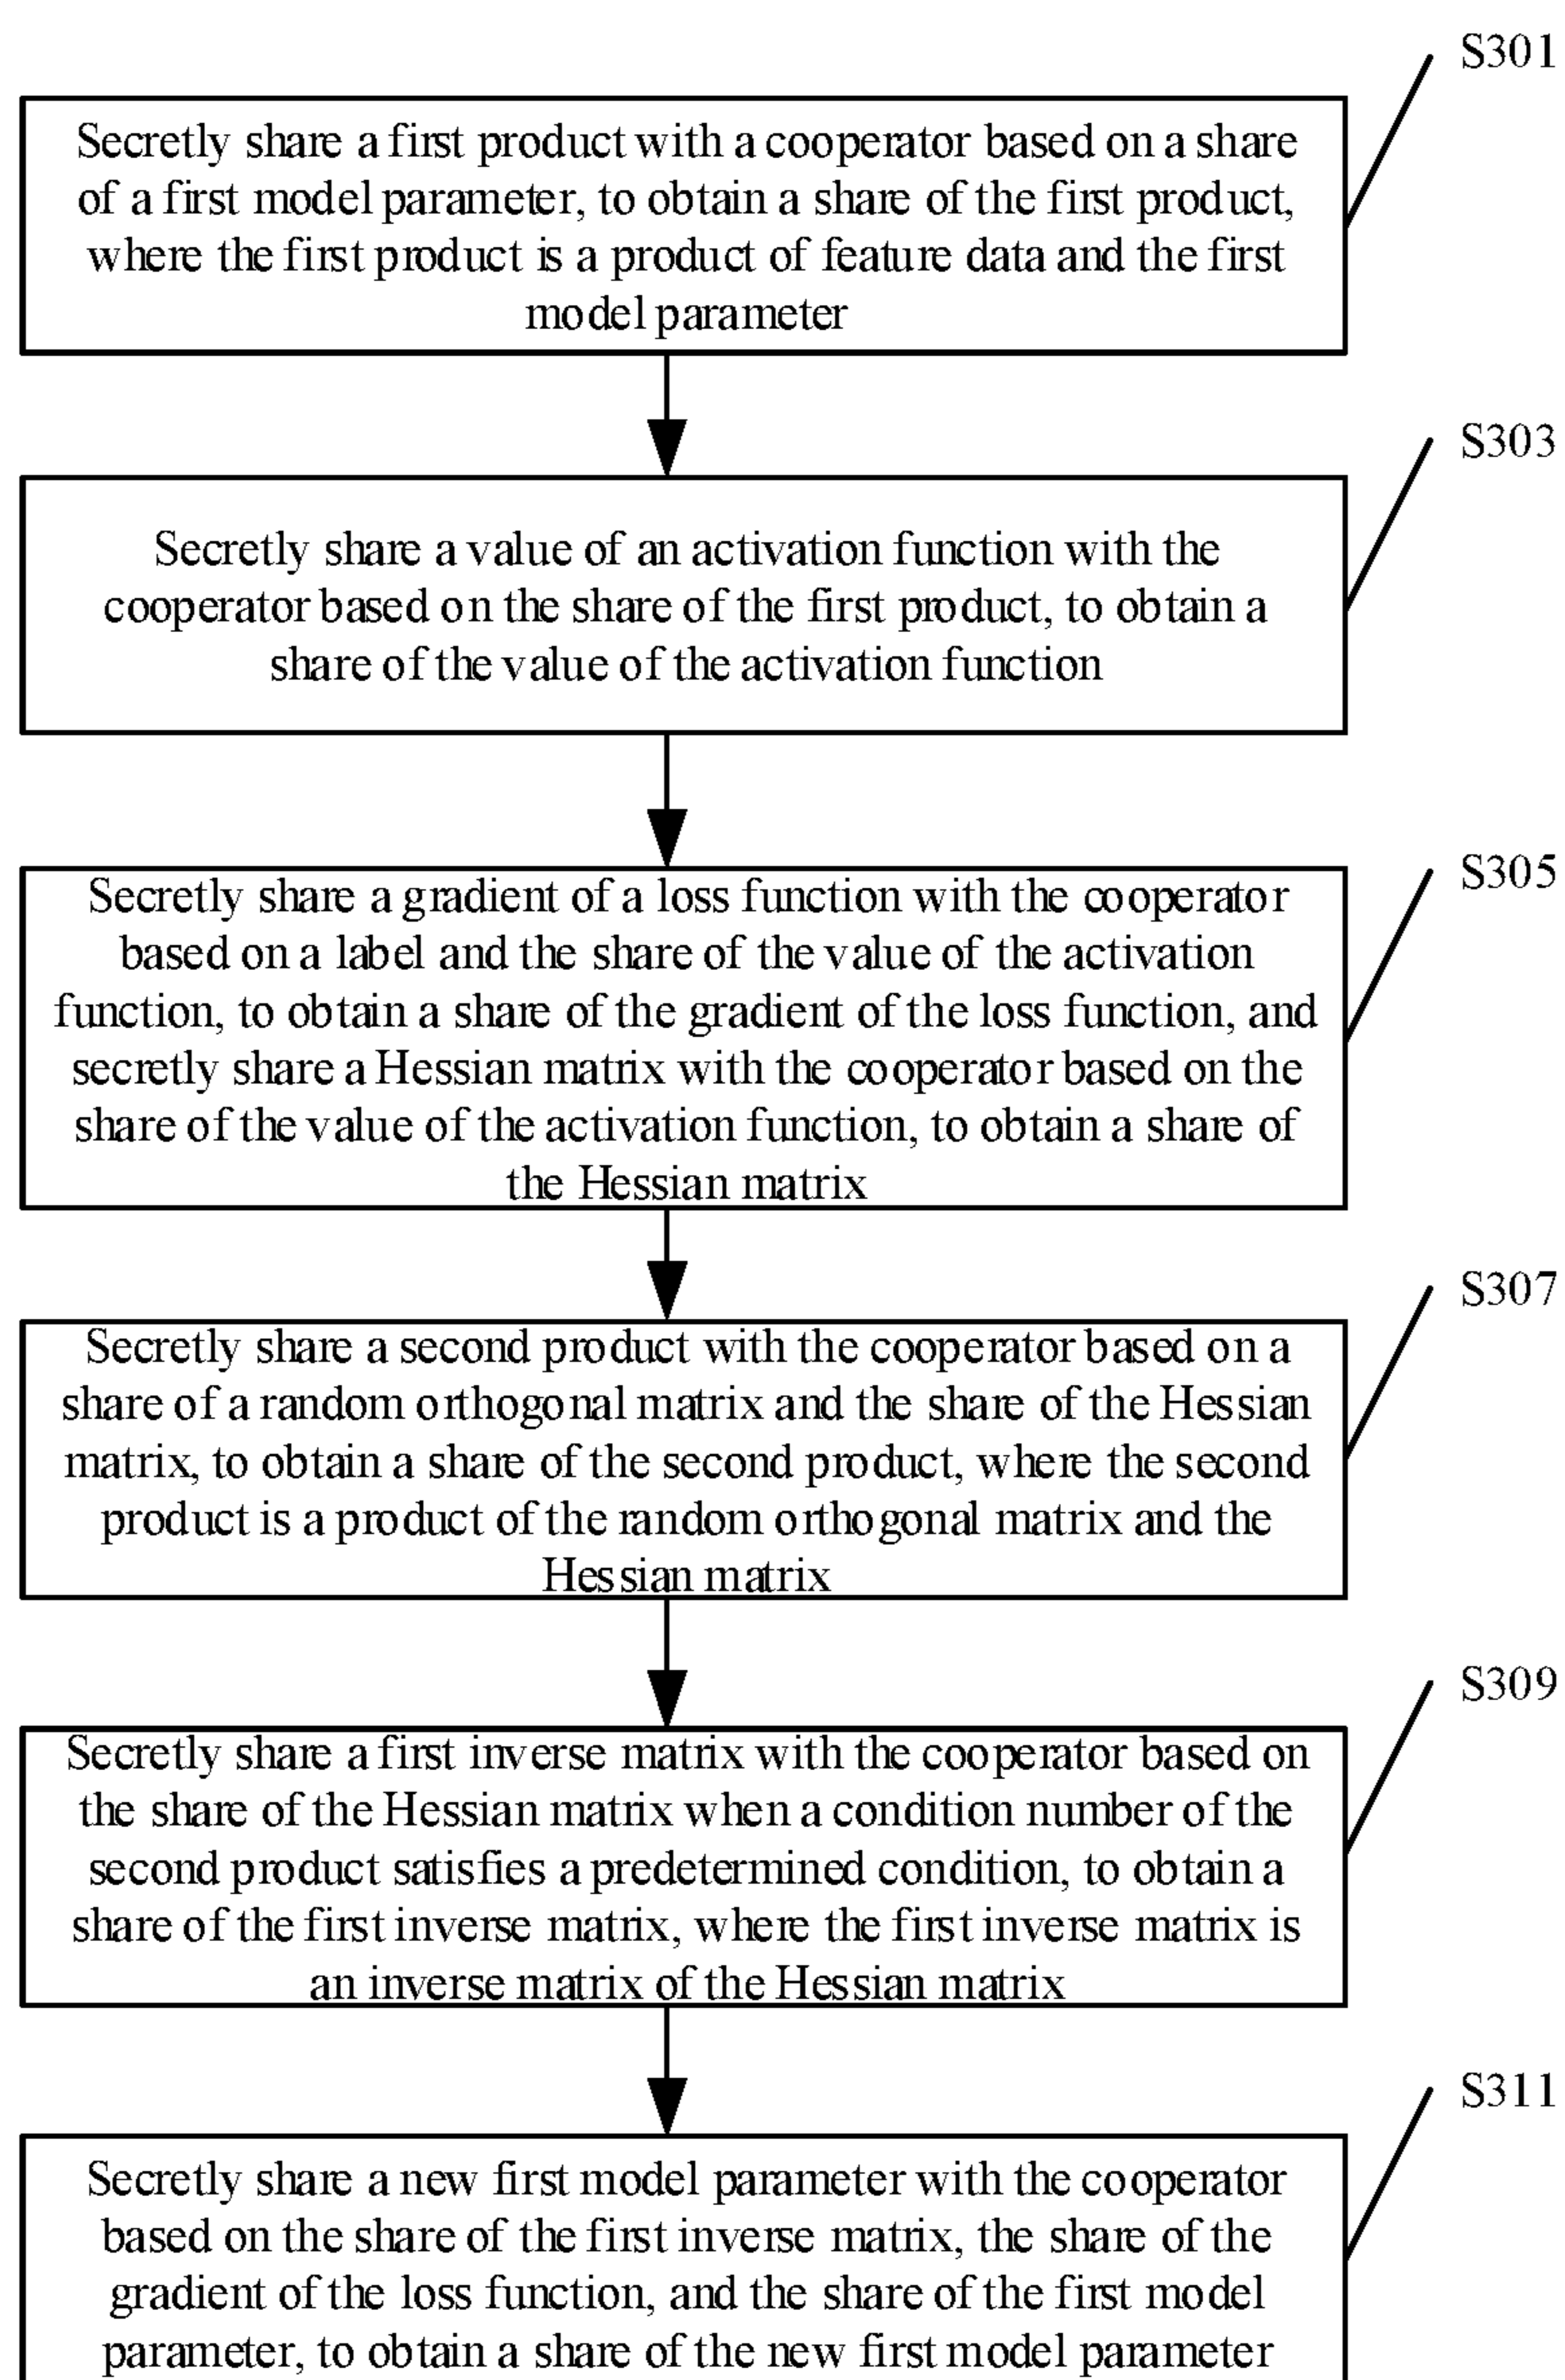 S301
Secretly share a first product with a cooperator based on a share
of a first model parameter, to obtain a share of the first product,
where the first product is a product of feature data and the first
model parameter
S303
Secretly share a value of an activation function with the
cooperator based on the share of the first product, to obtain a
share of the value of the activation function
S305
Secretly share a gradient of a loss function with the cooperator
based on a label and the share of the value of the activation
function, to obtain a share of the gradient of the loss function, and
secretly share a Hessian matrix with the cooperator based on the
share of the value of the activation function, to obtain a share of
the Hessian matrix
S307
Secretly share a second product with the cooperator based on a
share of a random orthogonal matrix and the share of the Hessian
matrix, to obtain a share of the second product, where the second
product is a product of the random orthogonal matrix and the
Hessian matrix
S309
Secretly share a first inverse matrix with the cooperator based on
the share of the Hessian matrix when a condition number of the
second product satisfies a predetermined condition, to obtain a
share of the first inverse matrix, where the first inverse matrix is
an inverse matrix of the Hessian matrix
S311
Secretly share a new first model parameter with the cooperator
based on the share of the first inverse matrix, the share of the
gradient of the loss function, and the share of the first model
parameter, to obtain a share of the new first model parameter